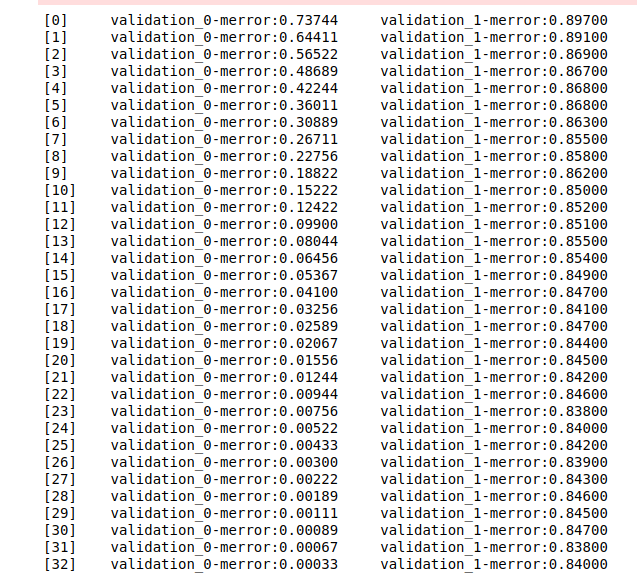 [0] validation_0-merror:0.73744 validation_1-merror:0.89700
[1] validation_0-merror:0.64411 validation_1-merror:0.89100
[2] validation_0-merror:0.56522 validation_1-merror:0.86900
[3] validation_0-merror:0.48689 validation_1-merror:0.86700
[4] validation_0-merror:0.42244 validation_1-merror:0.86800
[5] validation_0-merror:0.36011 validation_1-merror:0.86800
[6] validation_0-merror:0.30889 validation_1-merror:0.86300
[7] validation_0-merror:0.26711 validation_1-merror:0.85500
[8] validation_0-merror:0.22756 validation_1-merror:0.85800
[9] validation_0-merror:0.18822 validation_1-merror:0.86200
[10] validation_0-merror:0.15222 validation_1-merror:0.85000
[11] validation_0-merror:0.12422 validation_1-merror:0.85200
[12] validation_0-merror:0.09900 validation_1-merror:0.85100
[13] validation_0-merror:0.08044 validation_1-merror:0.85500
[14] validation_0-merror:0.06456 validation_1-merror:0.85400
[15] validation_0-merror:0.05367 validation_1-merror:0.84900
[16] validation_0-merror:0.04100 validation_1-merror:0.84700
[17] validation_0-merror:0.03256 validation_1-merror:0.84100
[18] validation_0-merror:0.02589 validation_1-merror:0.84700
[19] validation_0-merror:0.02067 validation_1-merror:0.84400
[20] validation_0-merror:0.01556 validation_1-merror:0.84500
[21] validation_0-merror:0.01244 validation_1-merror:0.84200
[22] validation_0-merror:0.00944 validation_1-merror:0.84600
[23] validation_0-merror:0.00756 validation_1-merror:0.83800
[24] validation_0-merror:0.00522 validation_1-merror:0.84000
[25] validation_0-merror:0.00433 validation_1-merror:0.84200
[26] validation_0-merror:0.00300 validation_1-merror:0.83900
[27] validation_0-merror:0.00222 validation_1-merror:0.84300
[28] validation_0-merror:0.00189 validation_1-merror:0.84600
[29] validation_0-merror:0.00111 validation_1-merror:0.84500
[30] validation_0-merror:0.00089 validation_1-merror:0.84700
[31] validation_0-merror:0.00067 validation_1-merror:0.83800
[32] validation_0-merror:0.00033 validation_1-merror:0.84000